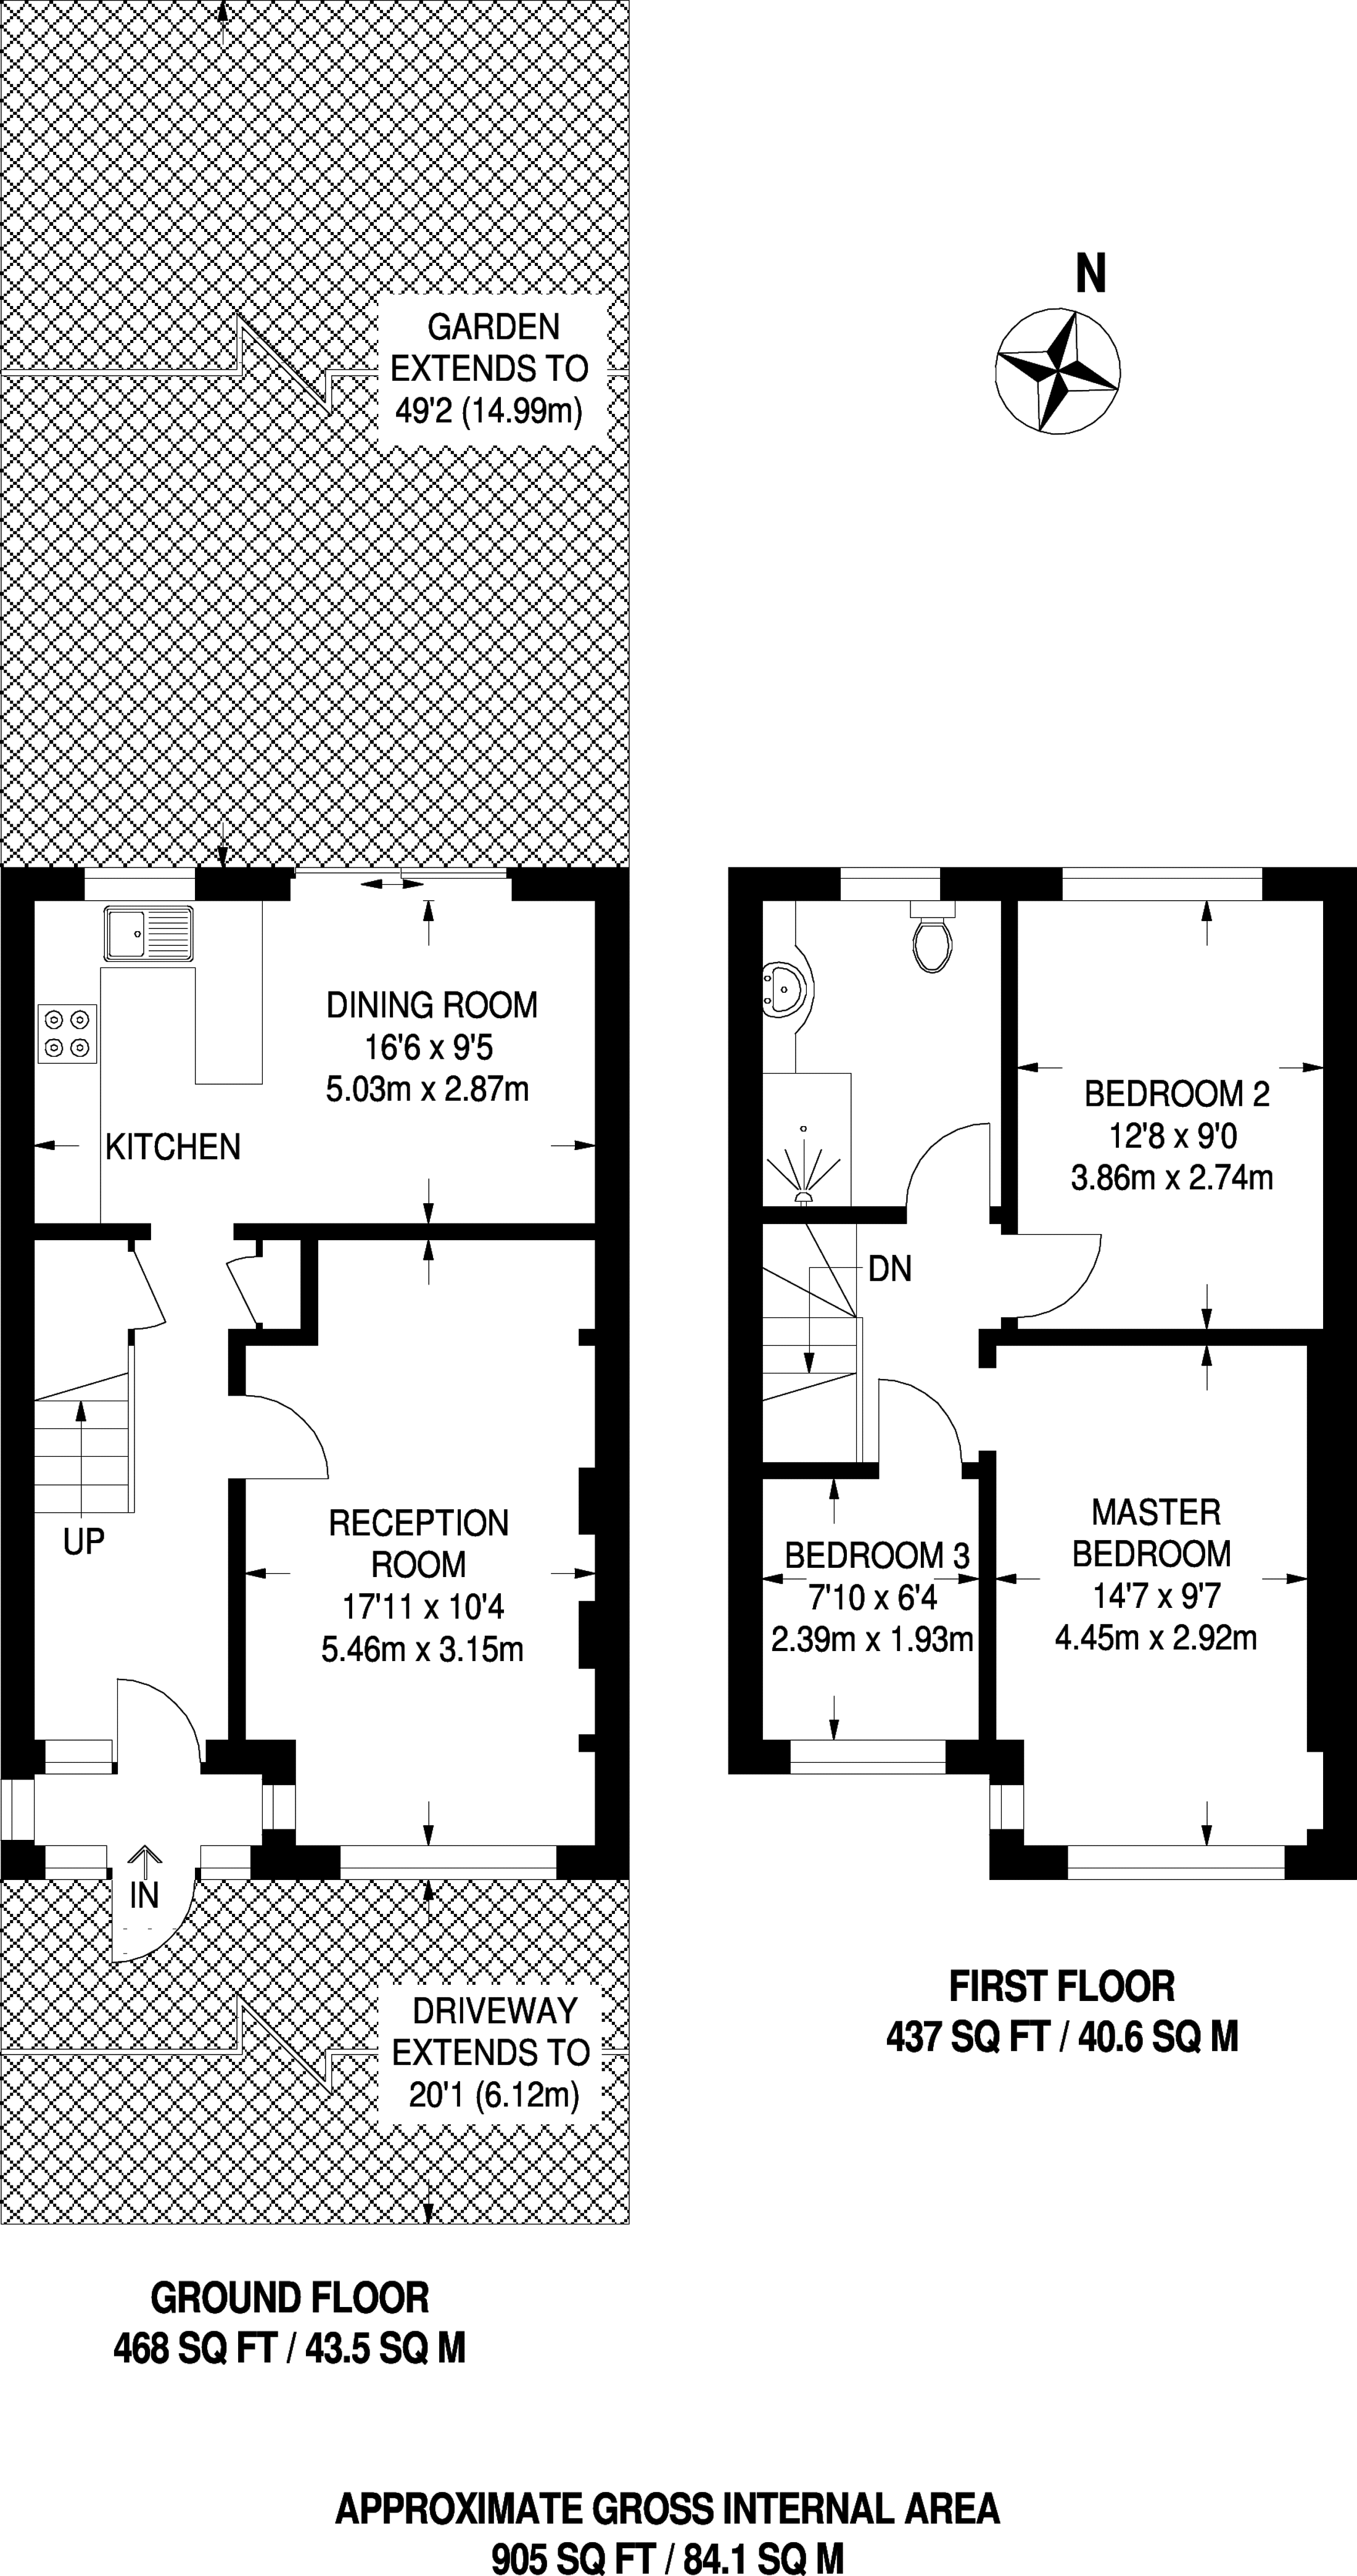 GARDEN
EXTENDS TO
49'2 (14.99m)
N
DINING ROOM
16'6 x 9'5
5.03m x 2.87m
KITCHEN
UP
RECEPTION
ROOM
17'11 x 10'4
5.46m x 3.15m
IN
DRIVEWAY
EXTENDS TO
20'1 (6.12m)
GROUND FLOOR
468 SQ FT / 43.5 SQ M
BEDROOM 2
12'8 x 9'0
3.86m x 2.74m
DN
BEDROOM 3
7'10 x 6'4
2.39m x 1.93m
MASTER
BEDROOM
14'7 x 9'7
4.45m x 2.92m
FIRST FLOOR
437 SQ FT / 40.6 SQ M
APPROXIMATE GROSS INTERNAL AREA
905 SQ FT / 84.1 SQ M